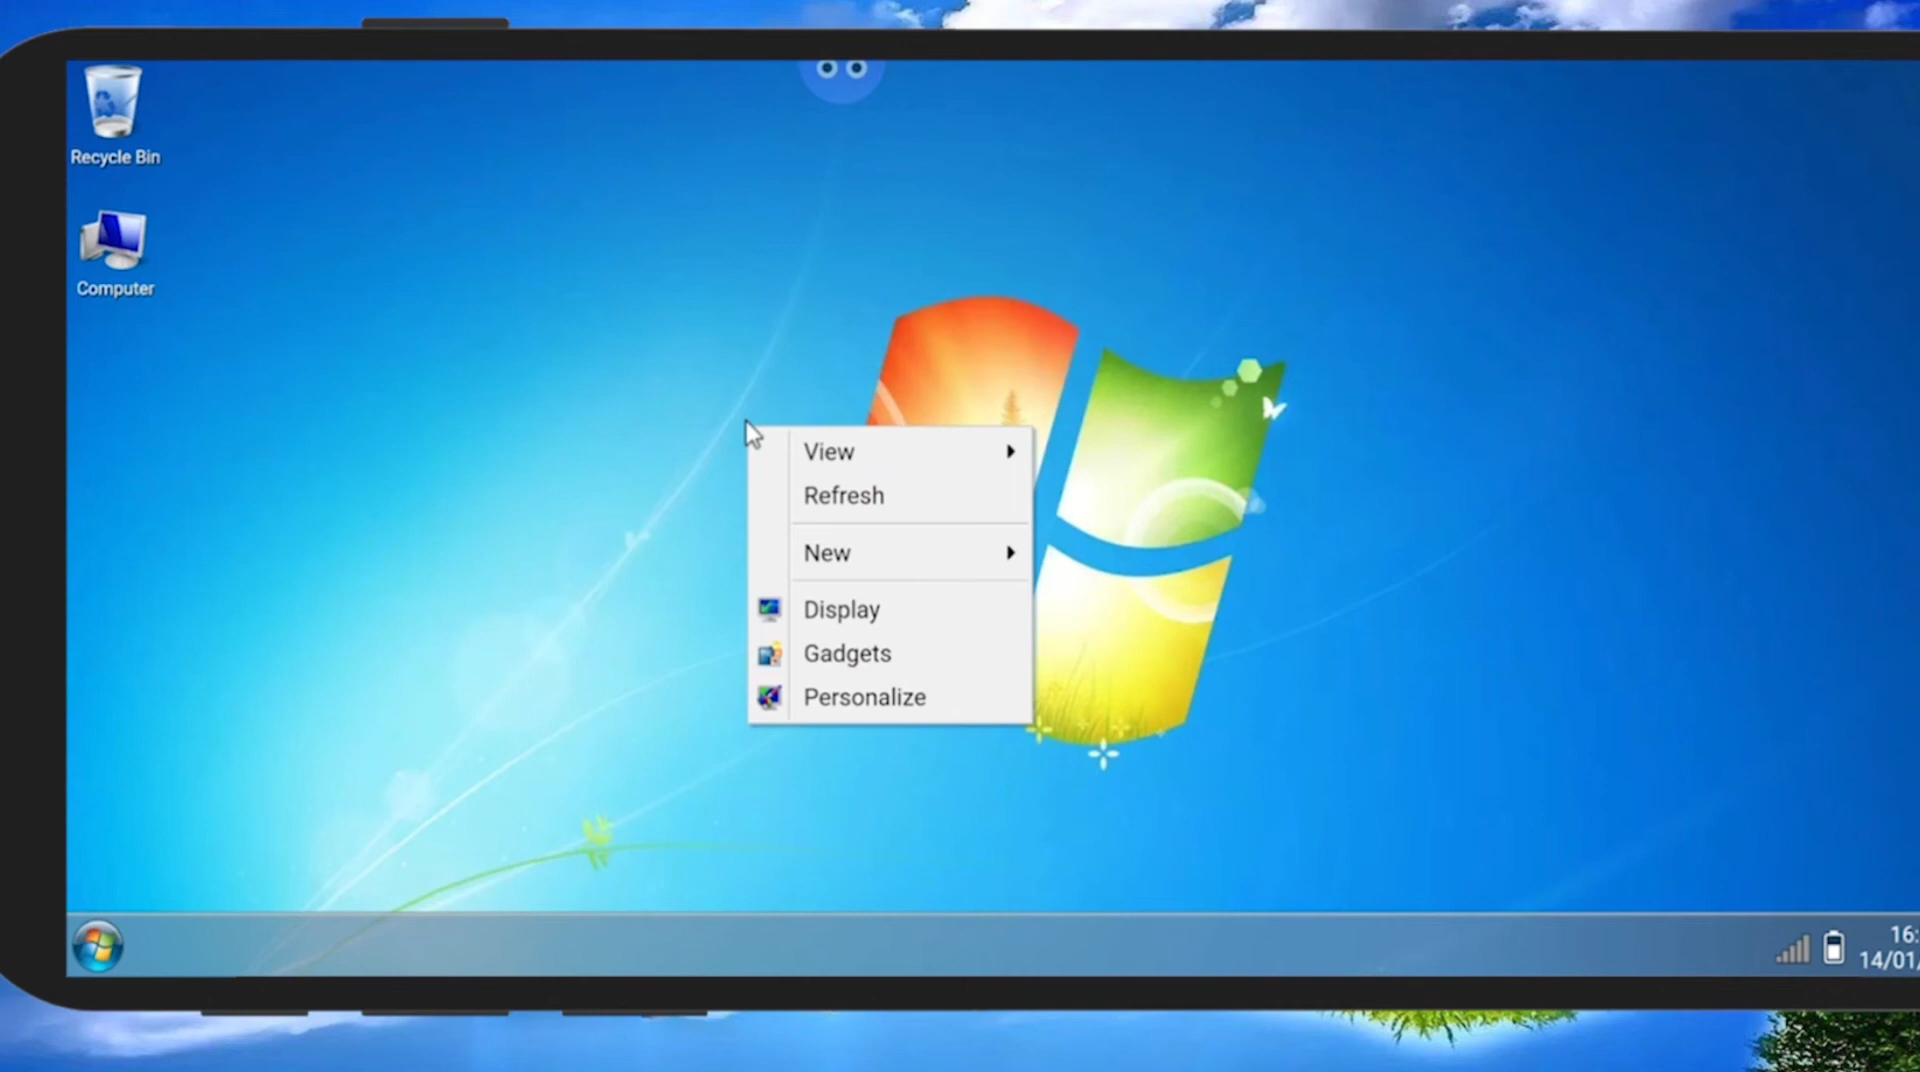 Recycle Bin
Computer
View
Refresh
New
Display
Gadgets
Personalize
16:
14/01/